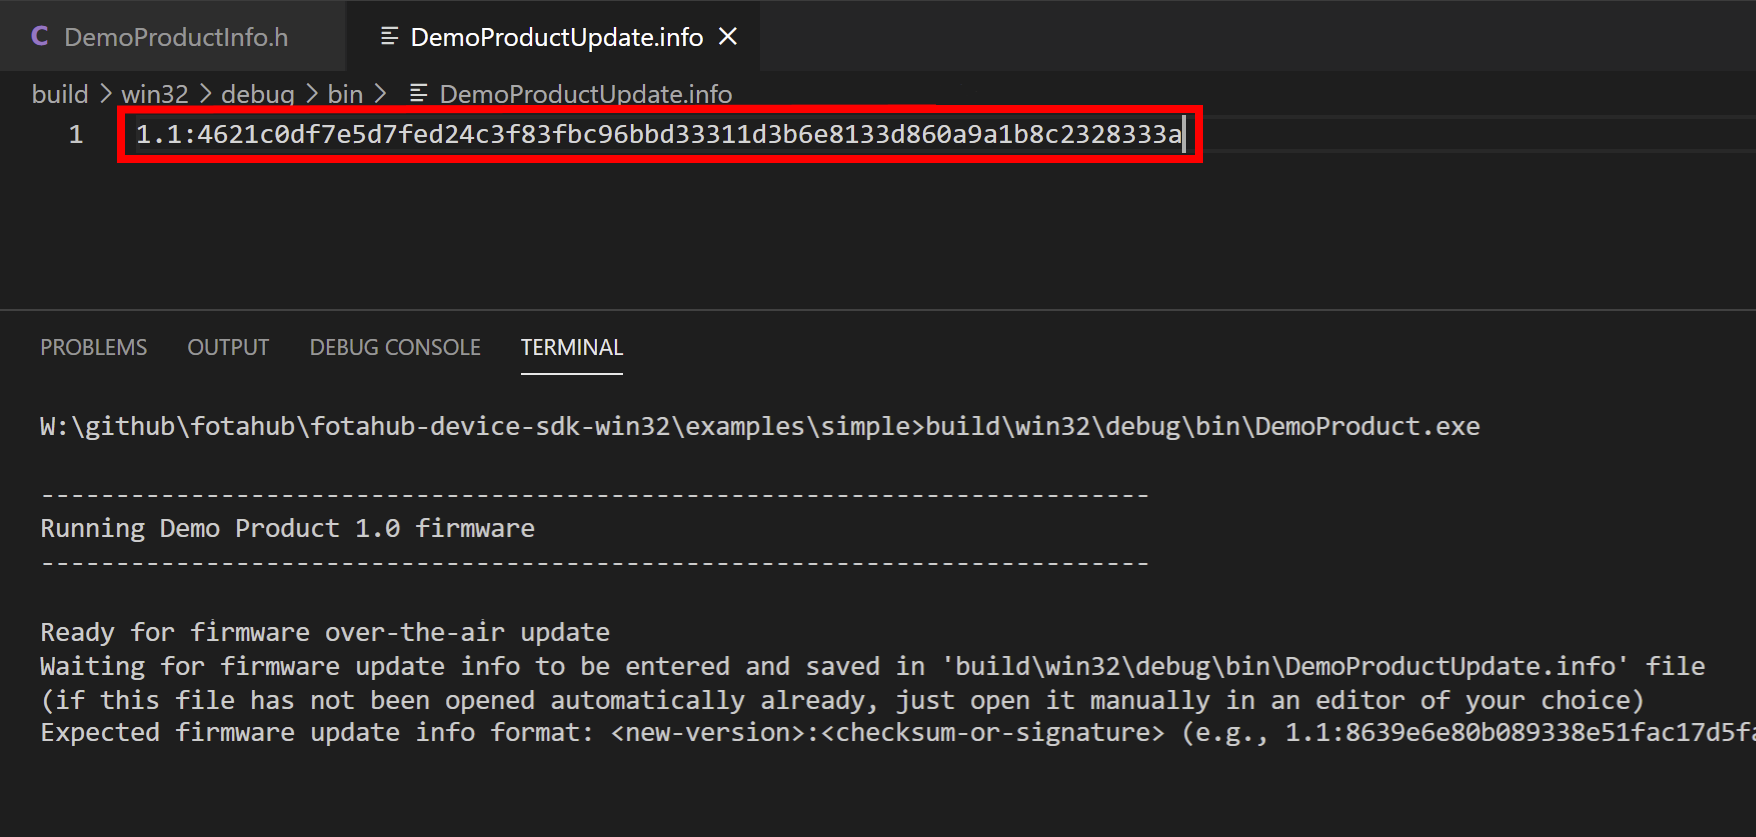 C DemoProductInfo.h
DemoProductUpdate.info
build > win32 > debug > bin > DemoProductUpdate.info
1 1.1:4621c0df7e5d7fed24c3f83fbc96bbd33311d3b6e8133d860a9a1b8c2328333a
PROBLEMS OUTPUT DEBUG CONSOLE TERMINAL
W:\github\fotahub\fotahub-device-sdk-win32\examples\simple>build\win32\debug\bin\DemoProduct.exe
--------------------------------------------------------------------------
Running Demo Product 1.0 firmware
--------------------------------------------------------------------------
Ready for firmware over-the-air update
Waiting for firmware update info to be entered and saved in 'build\win32\debug\bin\DemoProductUpdate.info' file
(if this file has not been opened automatically already, just open it manually in an editor of your choice)
Expected firmware update info format: <new-version>:<checksum-or-signature> (e.g., 1.1:8639e6e80b089338e51fac17d5fa